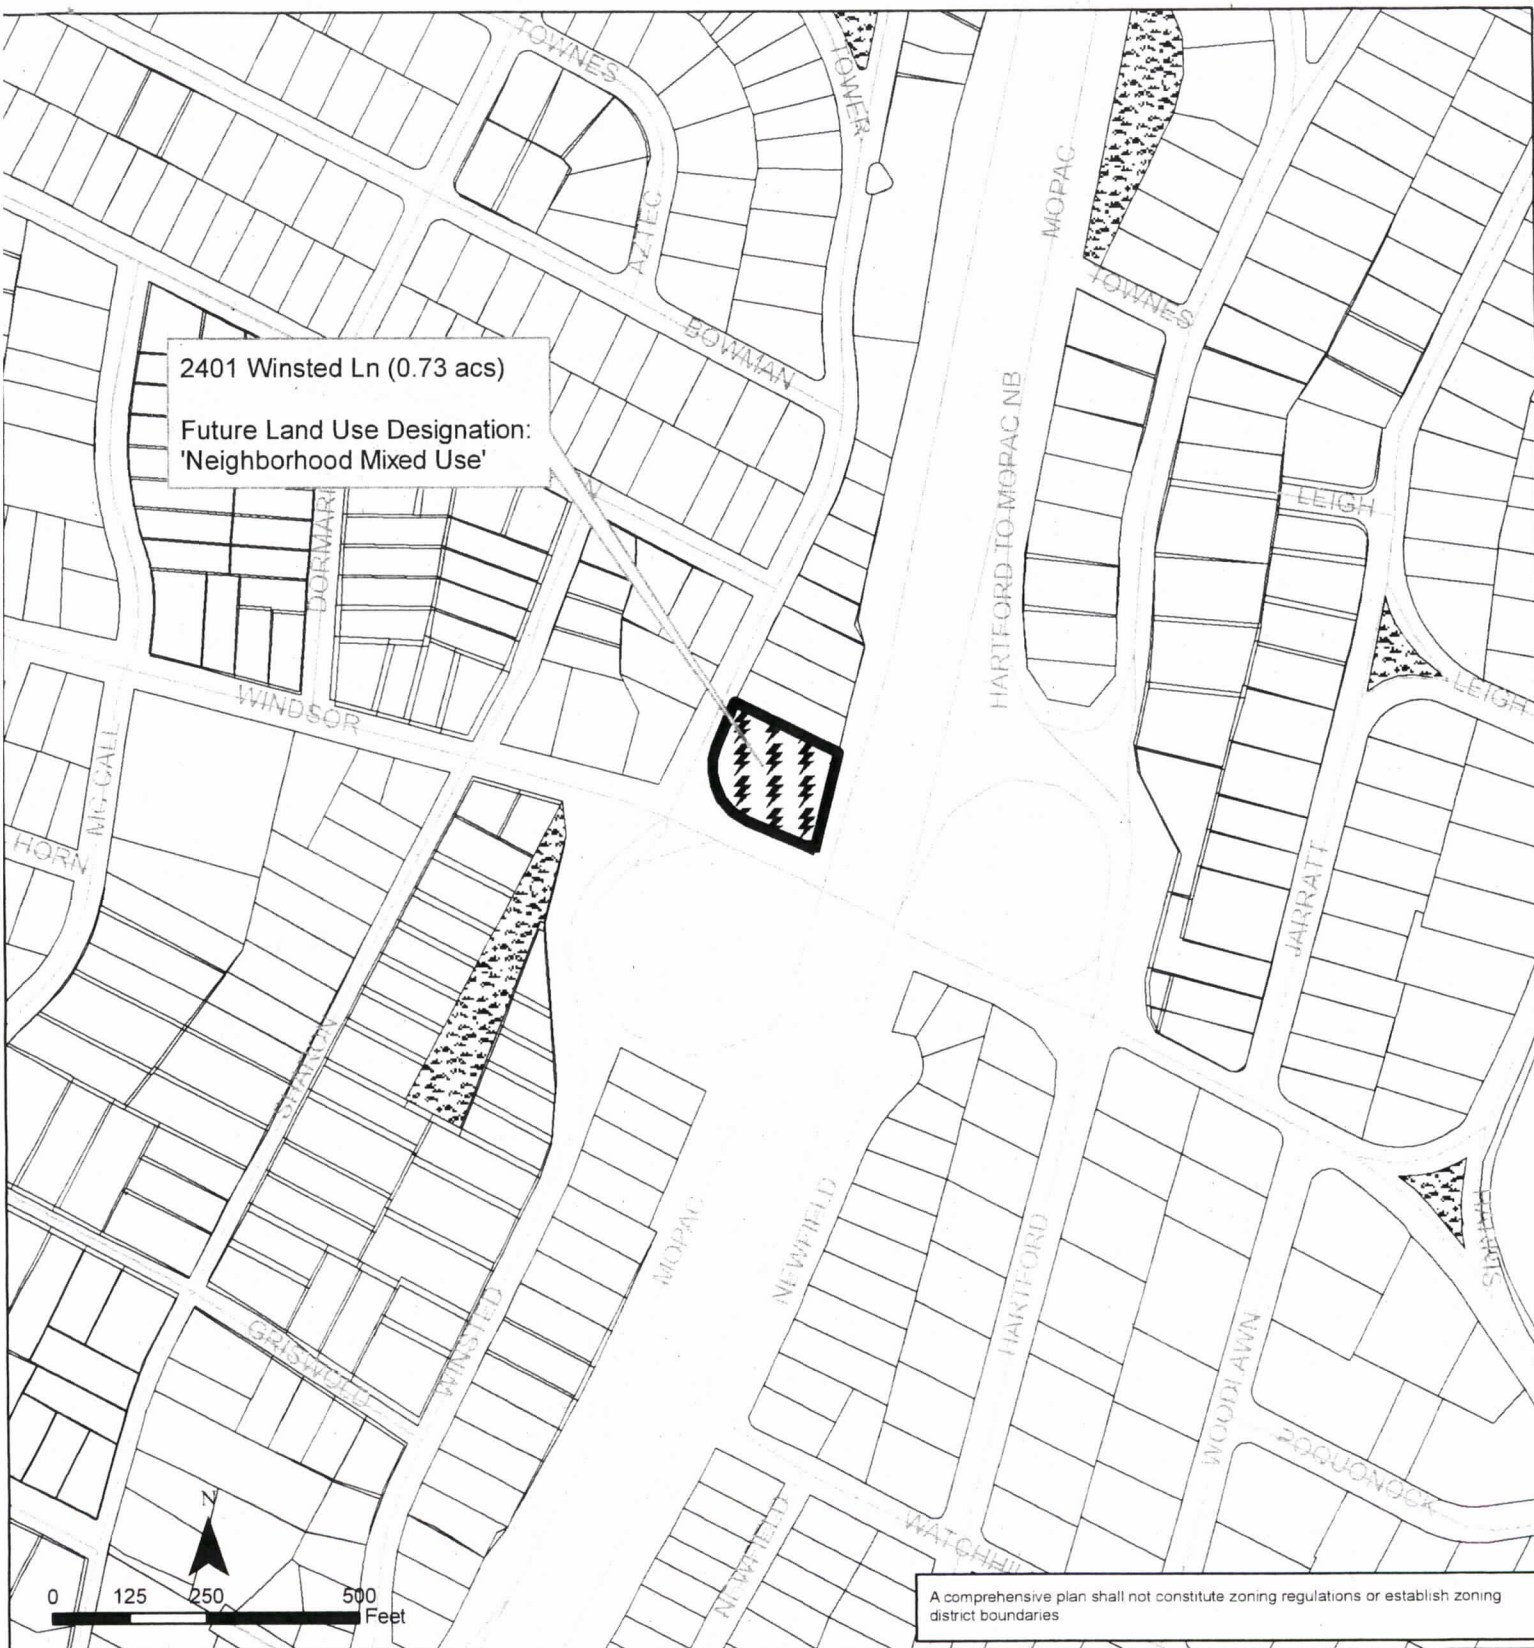 TOWNES
TOWER
MOPAC
AZTEC
TOWNES
BOWMAN
2401 Winsted Ln (0.73 acs)
Future Land Use Designation:
'Neighborhood Mixed Use'
HARTFORD TO MOPAC NB
LEIGH
WINDSOR
LEIGH
MC CALL
HORN
JARRATT
SHARON
MOPAC
NEWFIELD
HARTFORD
HARRIS
GRISWOLD
WINSTED
WOODLAWN
POQUONOCK
N
NEWFIELD
0 125 250 500
Feet
A comprehensive plan shall not constitute zoning regulations or establish zoning
district boundaries